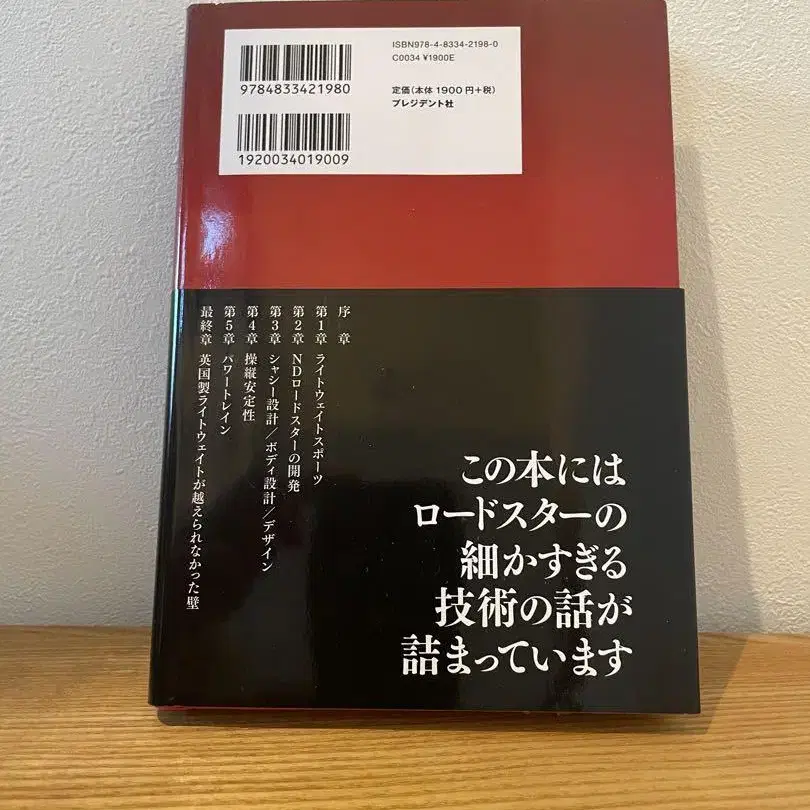 ISBN978-4-8334-2198-0
C0034 ¥1900E
9784833421980
定価(本体1900円+税)
プレジデント社
1920034019009
序 章
第1章 ライトウェイトスポーツ
第2章 NDロードスターの開発
第3章 シャシー設計/ボディ設計/デザイン
第4章 操縦安定性
第5章 パワートレイン
最終章 英国製ライトウェイトが越えられなかった壁
この本には
ロードスターの
細かすぎる
技術の話が
詰まっています